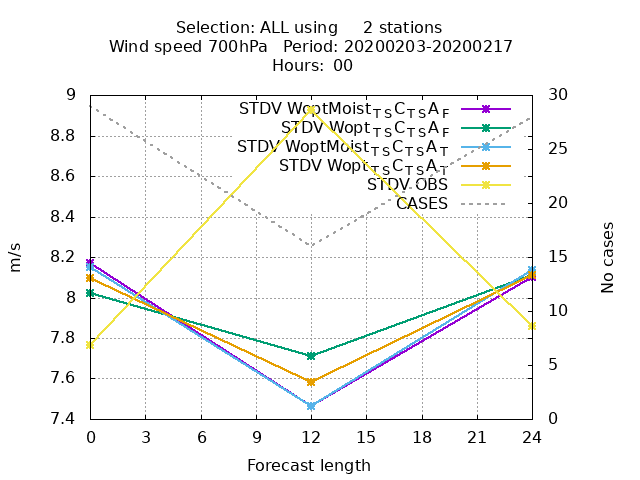 Selection: ALL using     2 stations
Wind speed 700hPa   Period: 20200203-20200217
Hours:  00
STDV WoptMoist_TS C_TS A_F
STDV Wopt_TS C_TS A_F
STDV WoptMoist_TS C_TS A_T
STDV Wopt_TS C_TS A_T
STDV OBS
CASES
9
8.8
8.6
8.4
8.2
8
7.8
7.6
7.4
m/s
30
25
20
15
10
5
0
No cases
0 3 6 9 12 15 18 21 24
Forecast length